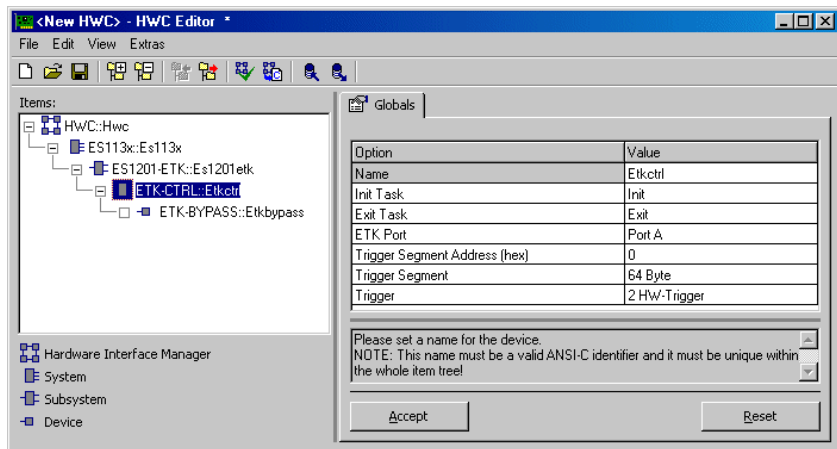 <New HWC> - HWC Editor *
File Edit View Extras
Items:
HWC::Hwc
ES113x::Es113x
ES1201-ETK::Es1201etk
ETK-CTRL::Etkctrl
ETK-BYPASS::Etkbypass
Hardware Interface Manager
System
Subsystem
Device
Globals
Option Value
Name Etkctrl
Init Task Init
Exit Task Exit
ETK Port Port A
Trigger Segment Address (hex) 0
Trigger Segment 64 Byte
Trigger 2 HW-Trigger
Please set a name for the device.
NOTE: This name must be a valid ANSI-C identifier and it must be unique within
the whole item tree!
Accept Reset